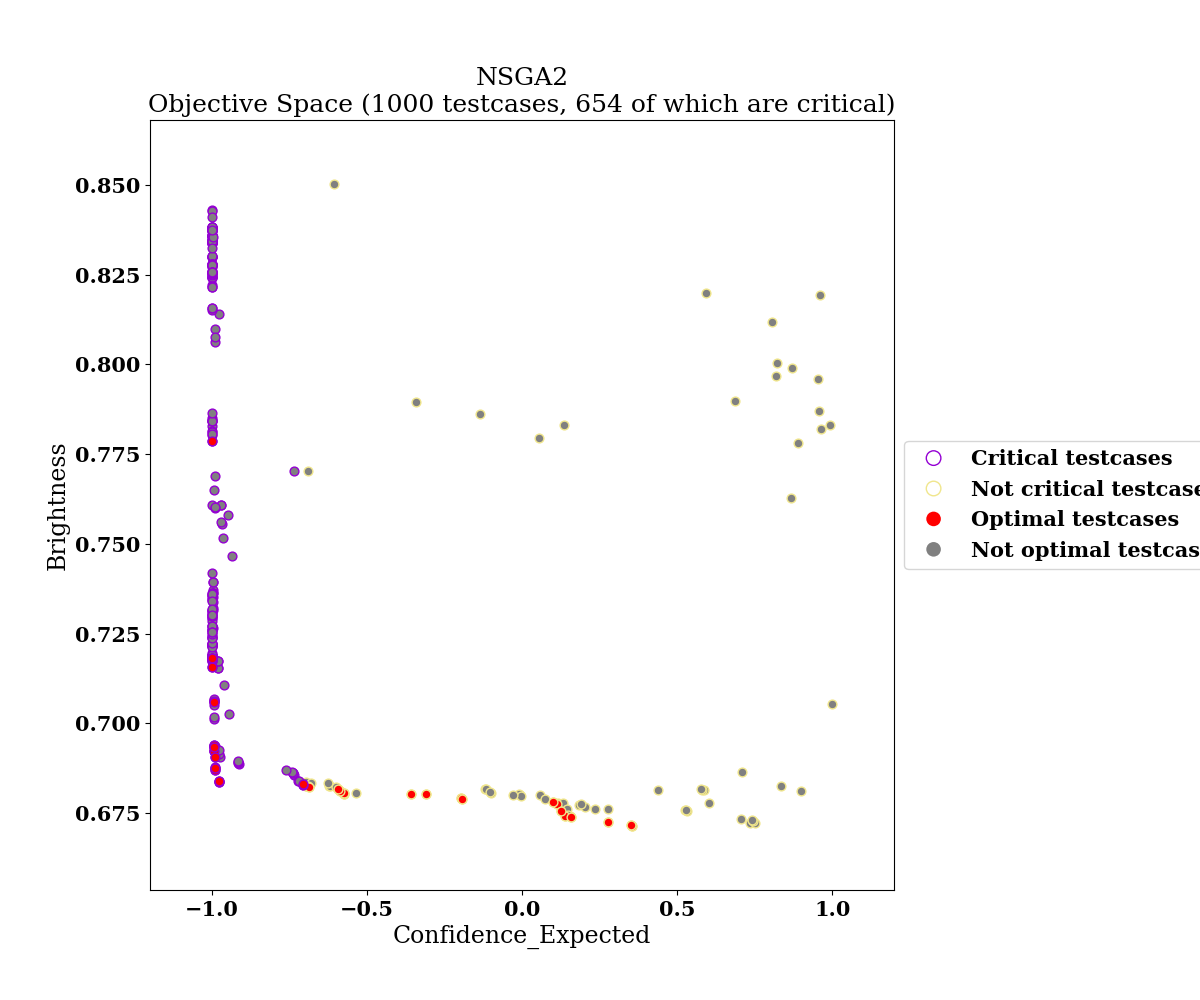 NSGA2
Objective Space (1000 testcases, 654 of which are critical)
0.850
0.825
0.800
0.775
0.750
0.725
0.700
0.675
Brightness
−1.0
−0.5
0.0
0.5
1.0
Confidence_Expected
Critical testcases
Not critical testcase
Optimal testcases
Not optimal testcas